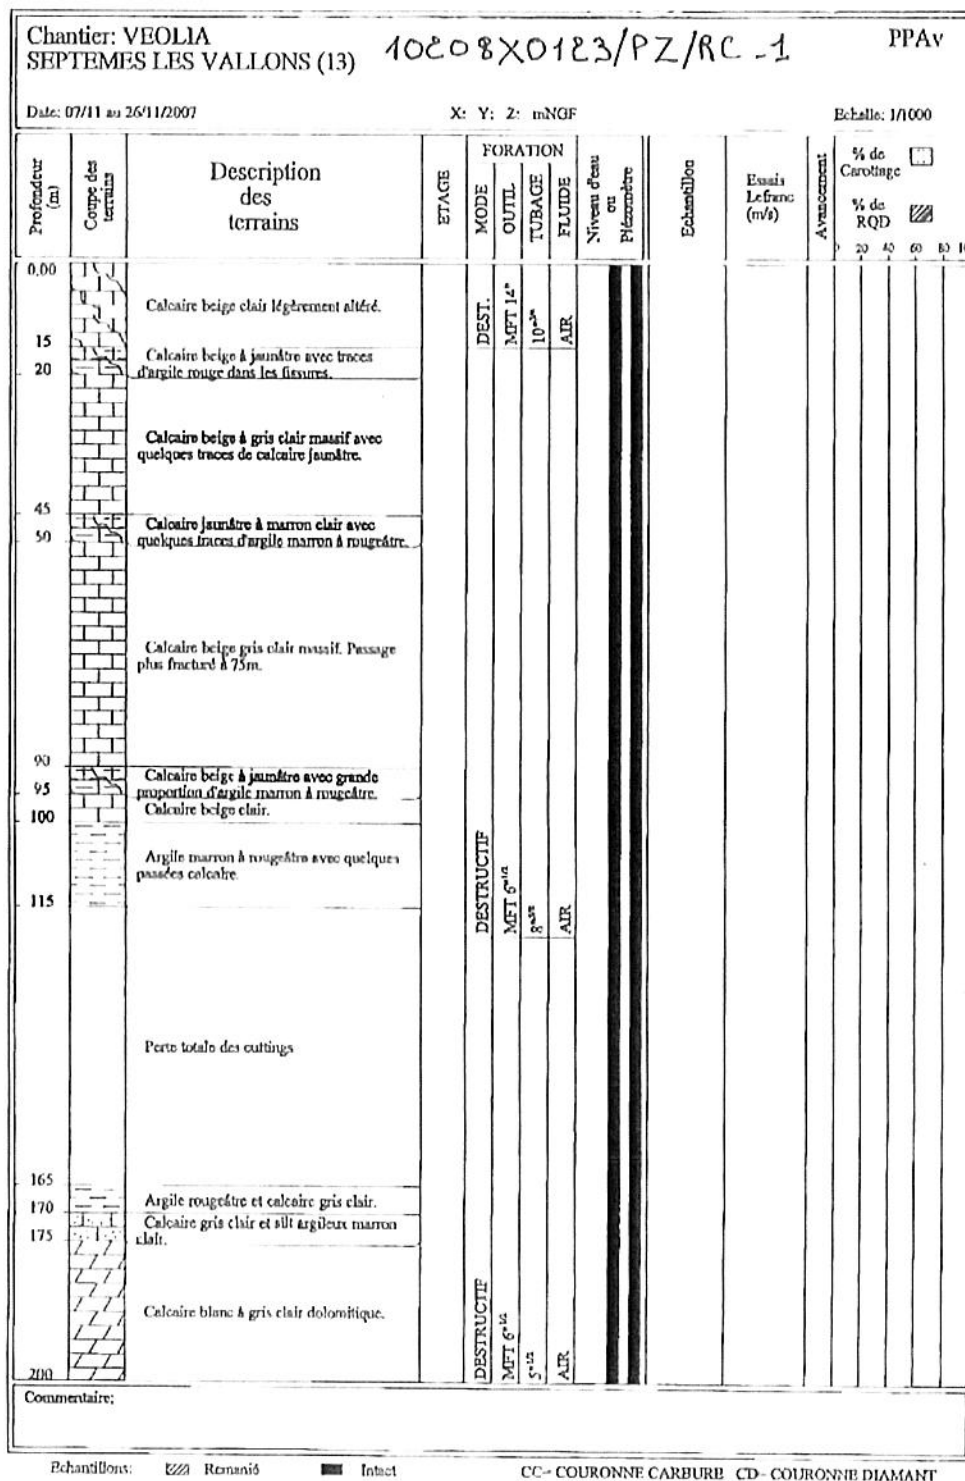 Chantier: VEOLIA
SEPTEMES LES VALLONS (13)
10208X0123/PZ/RC-1
PPAv
Date: 07/11 au 26/11/2007
X: Y: Z: mNGF
Echelle: 1/1000
Profondeur (m)
Coupe des terrains
Description
des
terrains
ETAGE
FORATION
MODE
OUTIL
TUBAGE
FLUIDE
Niveau d'eau ou Piézomètre
Echantillon
Essais
Lefranc
(m/s)
Avancement
% de
Carottage
% de
RQD
0 20 40 60 80 10
0,00
Calcaire beige clair légèrement altéré.
DEST.
MFT 14"
AIR
15
Calcaire beige à jaunâtre avec traces
d'argile rouge dans les fissures.
20
Calcaire beige à gris clair massif avec
quelques traces de calcaire jaunâtre.
45
Calcaire jaunâtre à marron clair avec
quelques traces d'argile marron à rougeâtre.
50
Calcaire beige gris clair massif. Passage
plus fracturé à 75m.
90
Calcaire beige à jaunâtre avec grande
proportion d'argile marron à rougeâtre.
95
Calcaire beige clair.
100
Argile marron à rougeâtre avec quelques
passées calcaire.
115
DESTRUCTIF
MFT 6"1/2
AIR
Perte totale des cuttings
165
Argile rougeâtre et calcaire gris clair.
170
Calcaire gris clair et silt argileux marron
clair.
175
Calcaire blanc à gris clair dolomitique.
200
DESTRUCTIF
MFT 6"1/2
5"1/2
AIR
Commentaire:
Echantillons: Remanié Intact
CC- COURONNE CARBURE CD- COURONNE DIAMANT